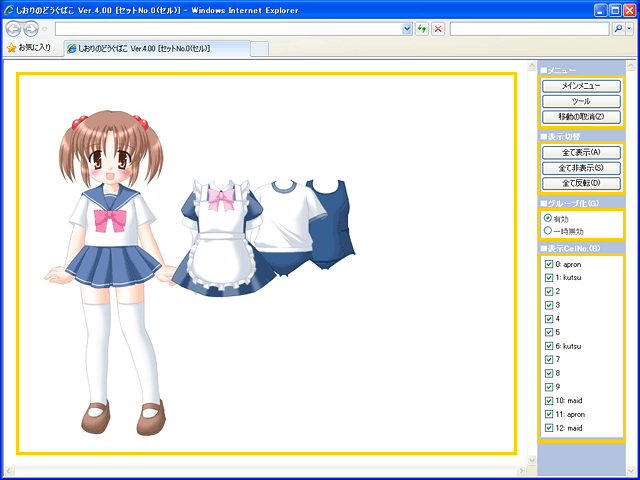 しおりのどうぐばこ Ver.4.00 [セットNo.0(セル)] - Windows Internet Explorer
お気に入り
しおりのどうぐばこ Ver.4.00 [セットNo.0(セル)]
■メニュー
メインメニュー
ツール
移動の取消(Z)
■表示切替
全て表示(A)
全て非表示(S)
全て反転(D)
■グループ化(G)
有効
一時無効
■表示CelNo.(B)
0: apron
1: kutsu
2
3
4
5
6: kutsu
7
8
9
10: maid
11: apron
12: maid